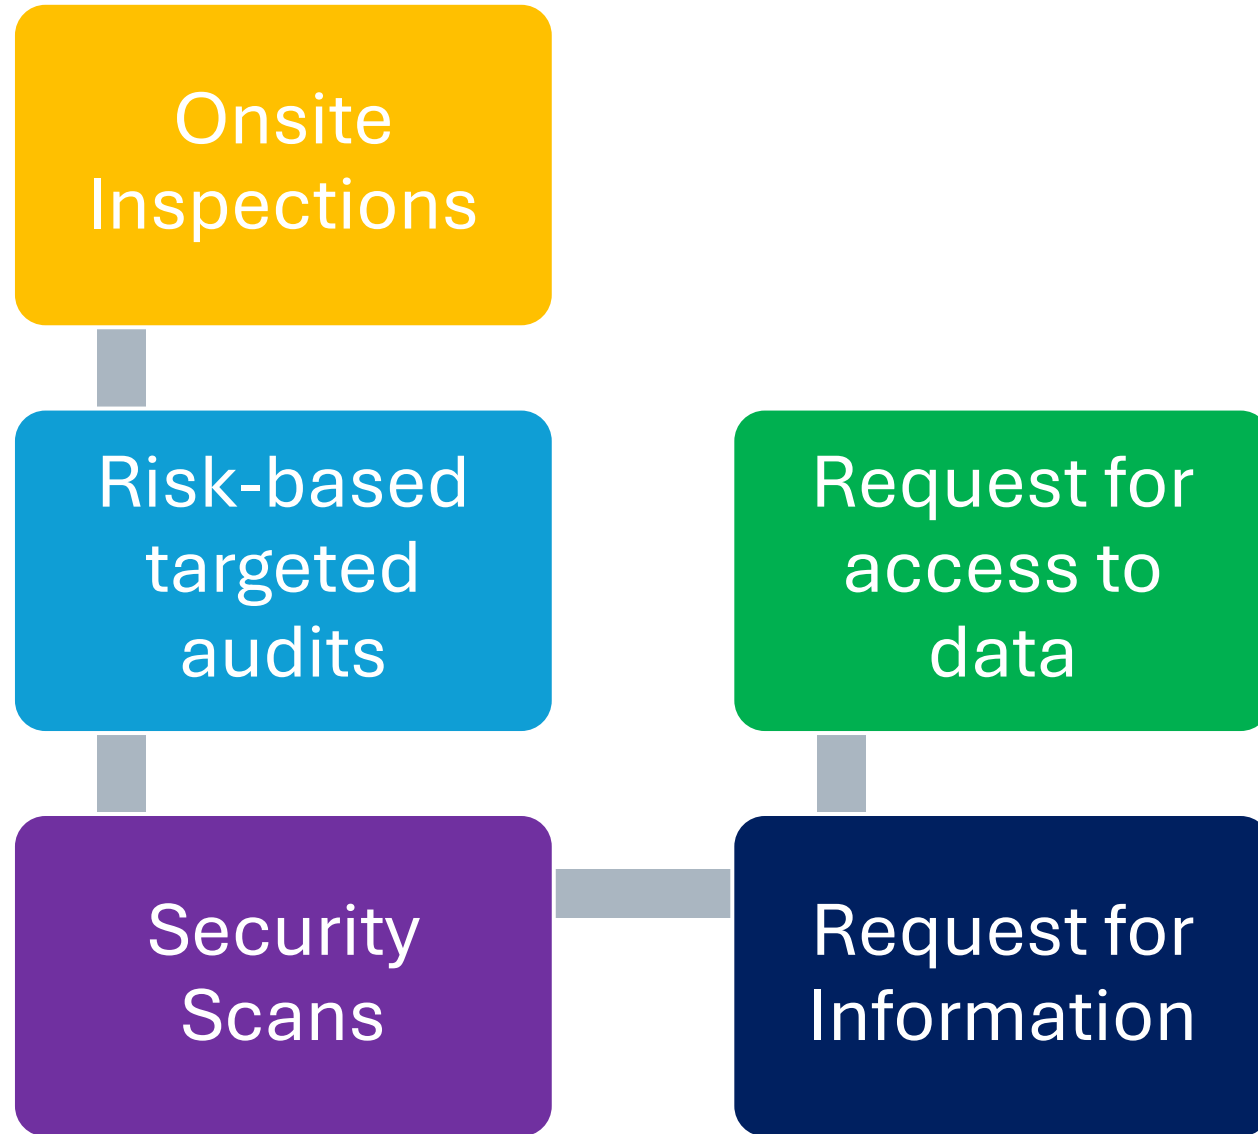 Onsite
Inspections
Risk-based
targeted
audits
Security
Scans
Request for
Information
Request for
access to
data